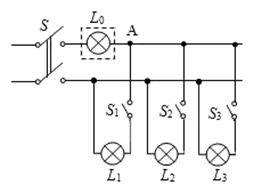 S L₀ A
S₁ S₂ S₃
L₁ L₂ L₃